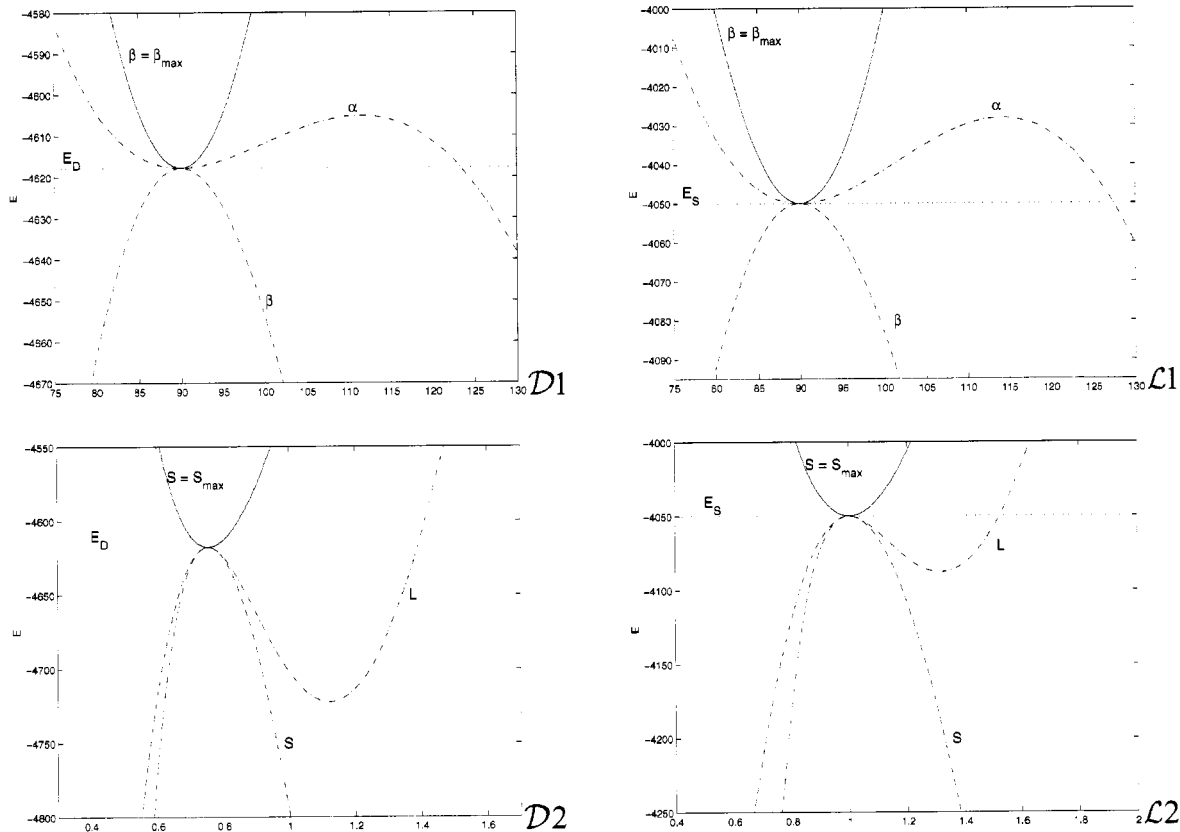 -4580
-4590
-4600
-4610
-4620
-4630
-4640
-4650
-4660
-4670
E
E_D
β = β_max
α
β
75 80 85 90 95 100 105 110 115 120 125 130
D1
-4000
-4010
-4020
-4030
-4040
-4050
-4060
-4070
-4080
-4090
E
E_S
β = β_max
α
β
75 80 85 90 95 100 105 110 115 120 125 130
L1
-4550
-4600
-4650
-4700
-4750
-4800
E
E_D
S = S_max
L
S
0.4 0.6 0.8 1 1.2 1.4 1.6
D2
-4000
-4050
-4100
-4150
-4200
-4250
E
E_S
S = S_max
L
S
0.4 0.6 0.8 1 1.2 1.4 1.6 1.8 2
L2